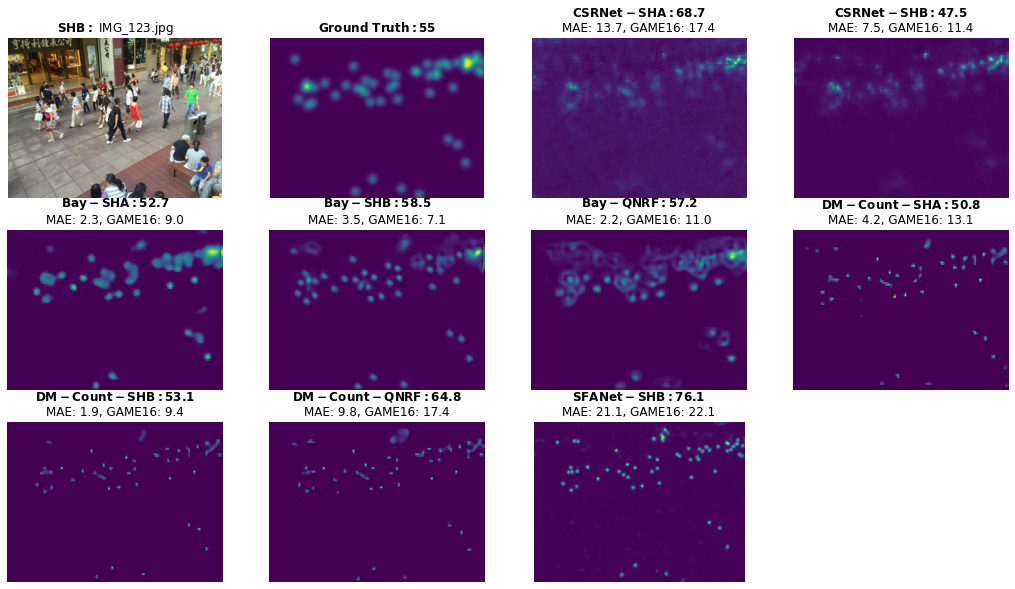 SHB: IMG_123.jpg
Ground Truth: 55
CSRNet-SHA: 68.7
MAE: 13.7, GAME16: 17.4
CSRNet-SHB: 47.5
MAE: 7.5, GAME16: 11.4
Bay-SHA: 52.7
MAE: 2.3, GAME16: 9.0
Bay-SHB: 58.5
MAE: 3.5, GAME16: 7.1
Bay-QNRF: 57.2
MAE: 2.2, GAME16: 11.0
DM-Count-SHA: 50.8
MAE: 4.2, GAME16: 13.1
DM-Count-SHB: 53.1
MAE: 1.9, GAME16: 9.4
DM-Count-QNRF: 64.8
MAE: 9.8, GAME16: 17.4
SFANet-SHB: 76.1
MAE: 21.1, GAME16: 22.1